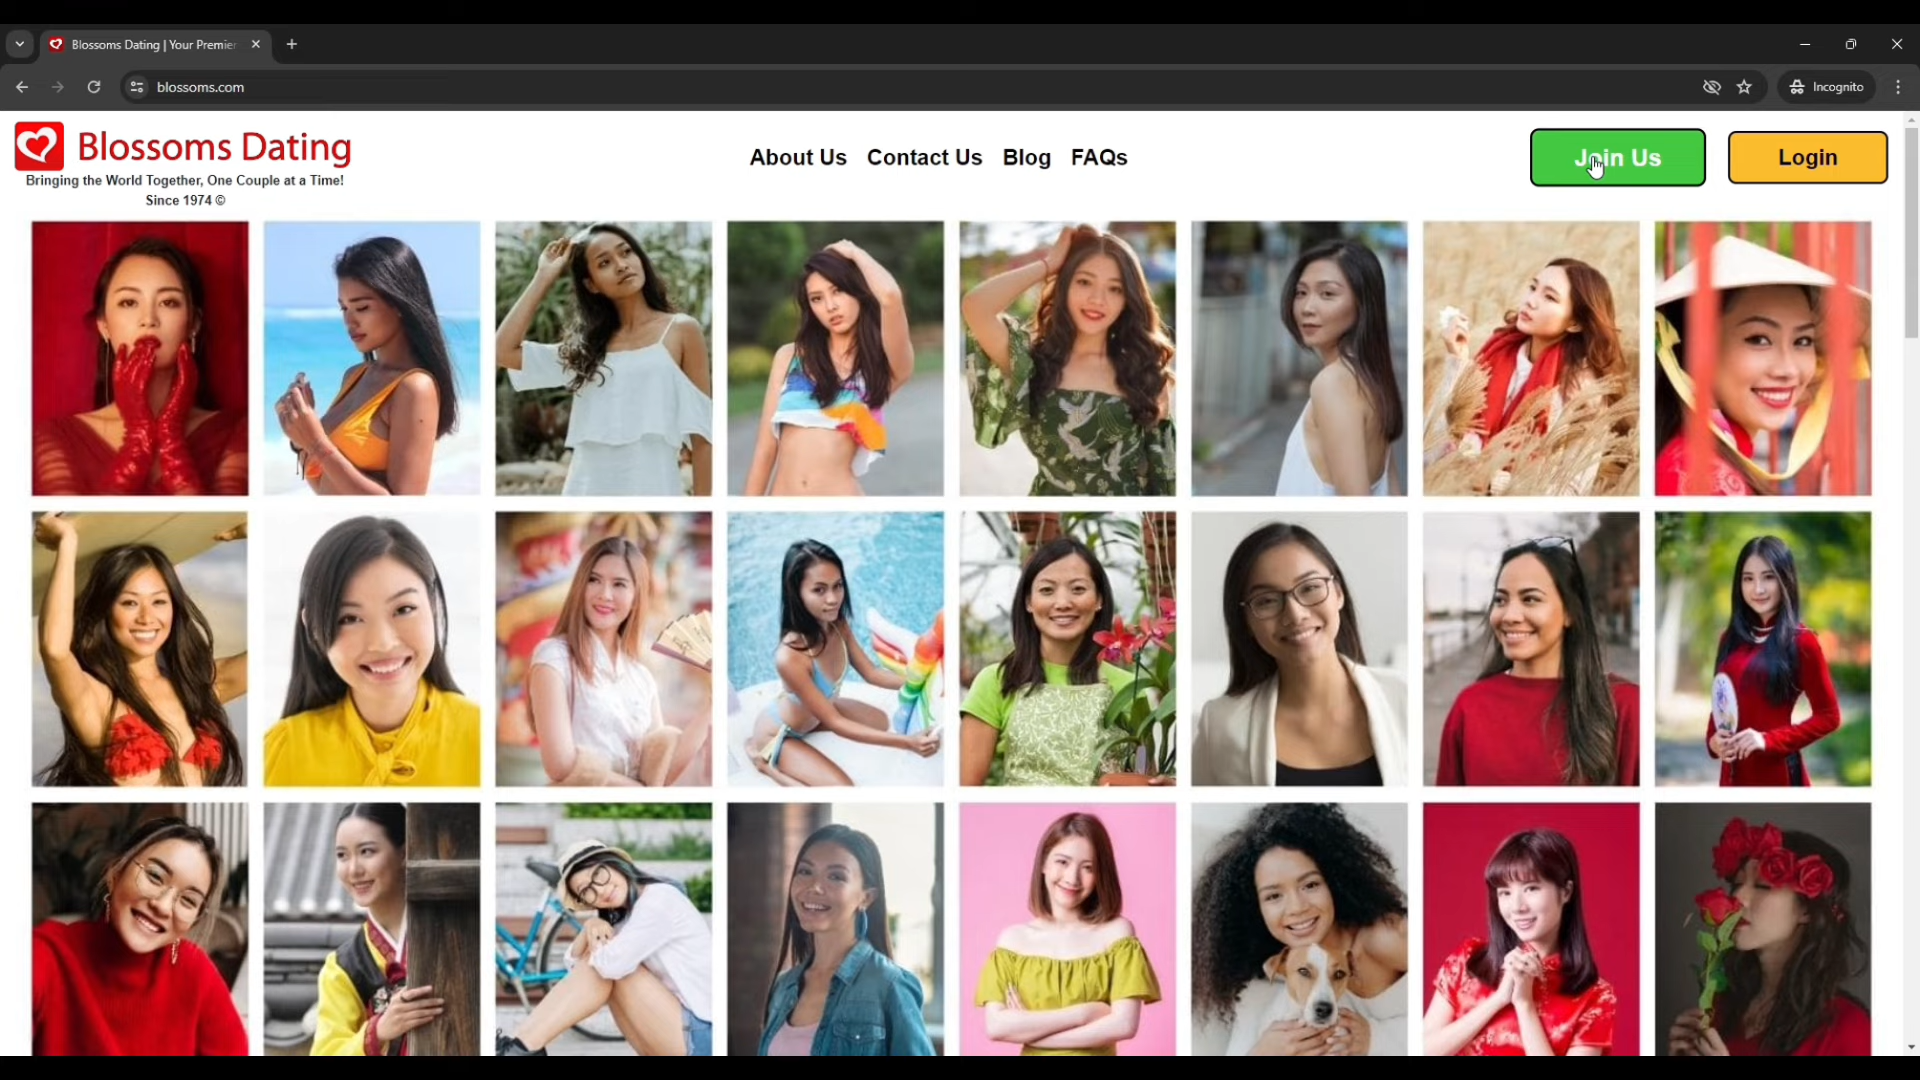 Blossoms Dating | Your Premier
blossoms.com
Incognito
Blossoms Dating
Bringing the World Together, One Couple at a Time!
Since 1974 ©
About Us
Contact Us
Blog
FAQs
Join Us
Login